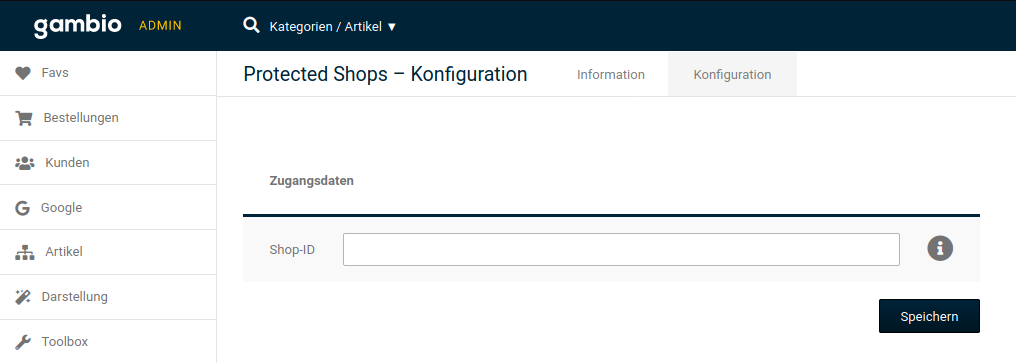 gambio ADMIN
Kategorien / Artikel ▼
Favs
Bestellungen
Kunden
Google
Artikel
Darstellung
Toolbox
Protected Shops – Konfiguration
Information
Konfiguration
Zugangsdaten
Shop-ID
Speichern